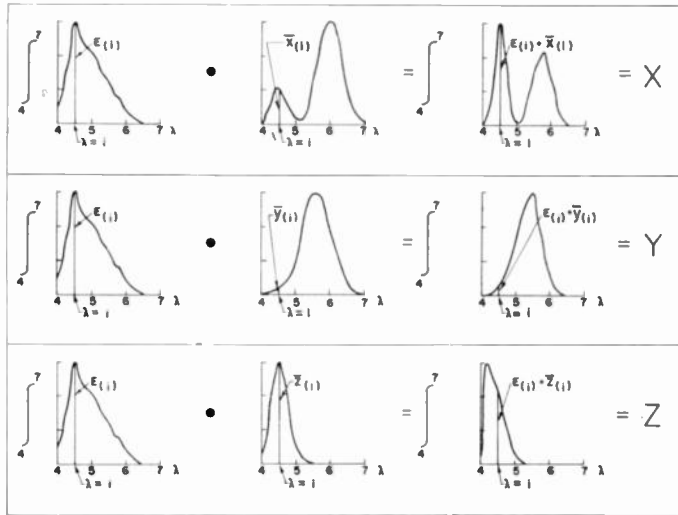 7 E(i) • x̄(i) = 7 E(i) • x̄(i) = X
4 4 5 6 7 λ 4 5 6 7 λ 4 4 5 6 7 λ
λ = i λ = i λ = i
7 E(i) • ȳ(i) = 7 E(i) • ȳ(i) = Y
4 4 5 6 7 λ 4 5 6 7 λ 4 4 5 6 7 λ
λ = i λ = i λ = i
7 E(i) • z̄(i) = 7 E(i) • z̄(i) = Z
4 4 5 6 7 λ 4 5 6 7 λ 4 4 5 6 7 λ
λ = i λ = i λ = i